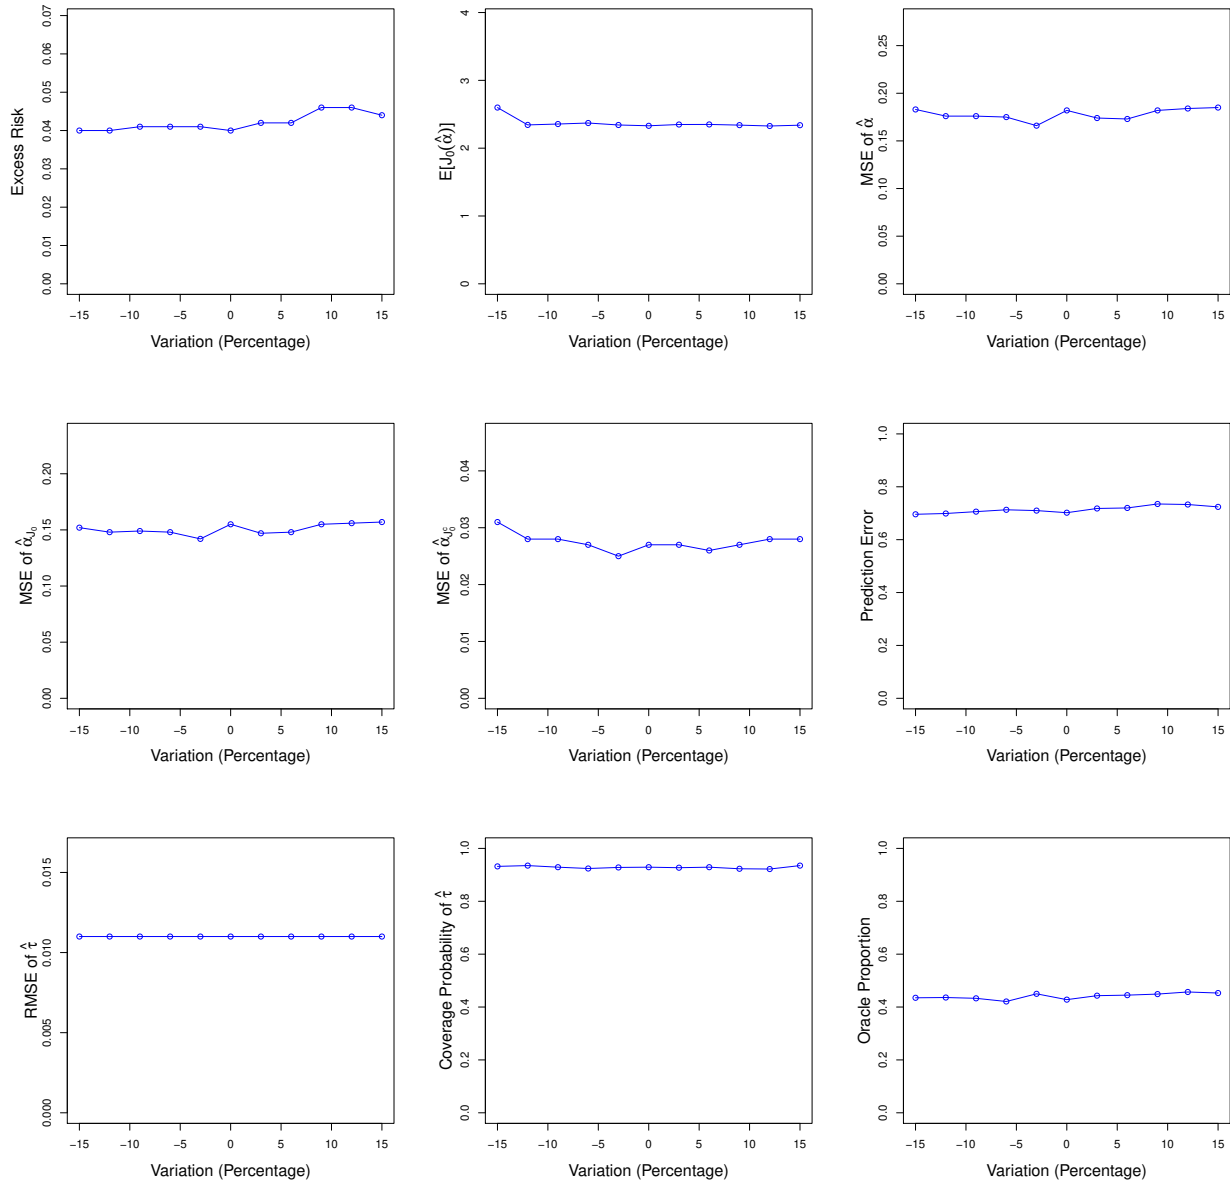 Excess Risk
0.00 0.01 0.02 0.03 0.04 0.05 0.06 0.07
−15 −10 −5 0 5 10 15
Variation (Percentage)
E[J₀(α̂)]
0 1 2 3 4
−15 −10 −5 0 5 10 15
Variation (Percentage)
MSE of α̂
0.00 0.05 0.10 0.15 0.20 0.25
−15 −10 −5 0 5 10 15
Variation (Percentage)
MSE of α̂_J₀
0.00 0.05 0.10 0.15 0.20
−15 −10 −5 0 5 10 15
Variation (Percentage)
MSE of α̂_J₀ᶜ
0.00 0.01 0.02 0.03 0.04
−15 −10 −5 0 5 10 15
Variation (Percentage)
Prediction Error
0.0 0.2 0.4 0.6 0.8 1.0
−15 −10 −5 0 5 10 15
Variation (Percentage)
RMSE of τ̂
0.000 0.005 0.010 0.015
−15 −10 −5 0 5 10 15
Variation (Percentage)
Coverage Probability of τ̂
0.0 0.2 0.4 0.6 0.8 1.0
−15 −10 −5 0 5 10 15
Variation (Percentage)
Oracle Proportion
0.0 0.2 0.4 0.6 0.8 1.0
−15 −10 −5 0 5 10 15
Variation (Percentage)